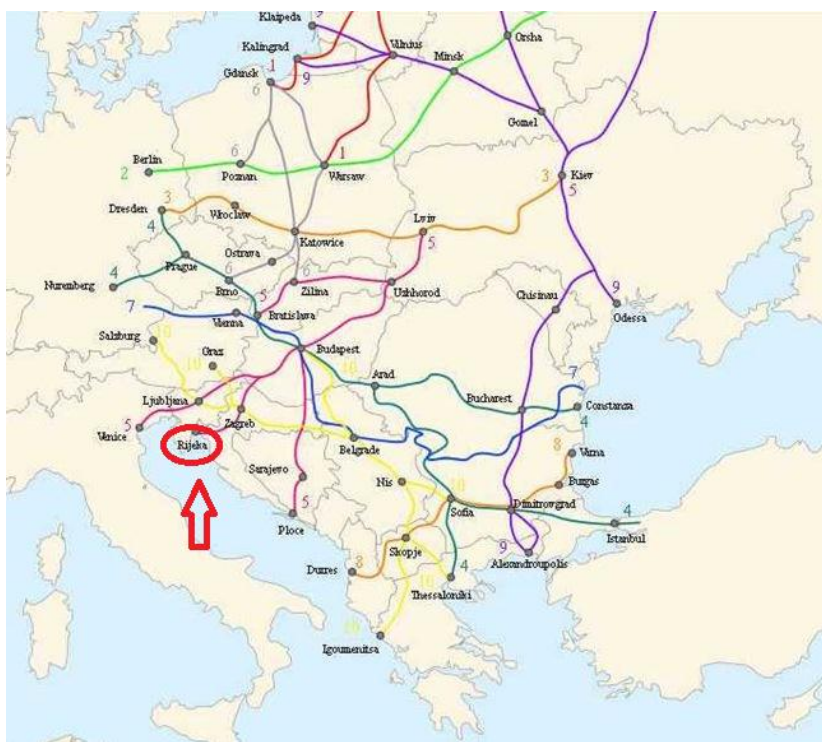 Klaipeda 9
Kalingrad
Vilnius
Minsk
Orsha
Gdansk 1
6
9
Gomel
Berlin
2
6
Poznan
1
Warsaw
3
Kiev
5
Dresden 3
4
Wroclaw
Lviv
5
Katowice
Ostrava
Prague
4
Nuremberg
6
Brno
6
Zilina
Uzhhorod
Chisinau
9
Odessa
7
Vienna
5
Bratislava
Salzburg
10
Graz
10
Budapest
10
Arad
7
Bucharest
Constanza
4
Ljubljana
5
Venice
Zagreb
Rijeka
Belgrade
8
Varna
Burgas
Sarajevo
5
Ploce
Nis
10
Sofia
Dimitrovgrad
4
Istanbul
Skopje
9
Alexandroupolis
Durres 8
10
4
Thessaloniki
10
Igoumenitsa